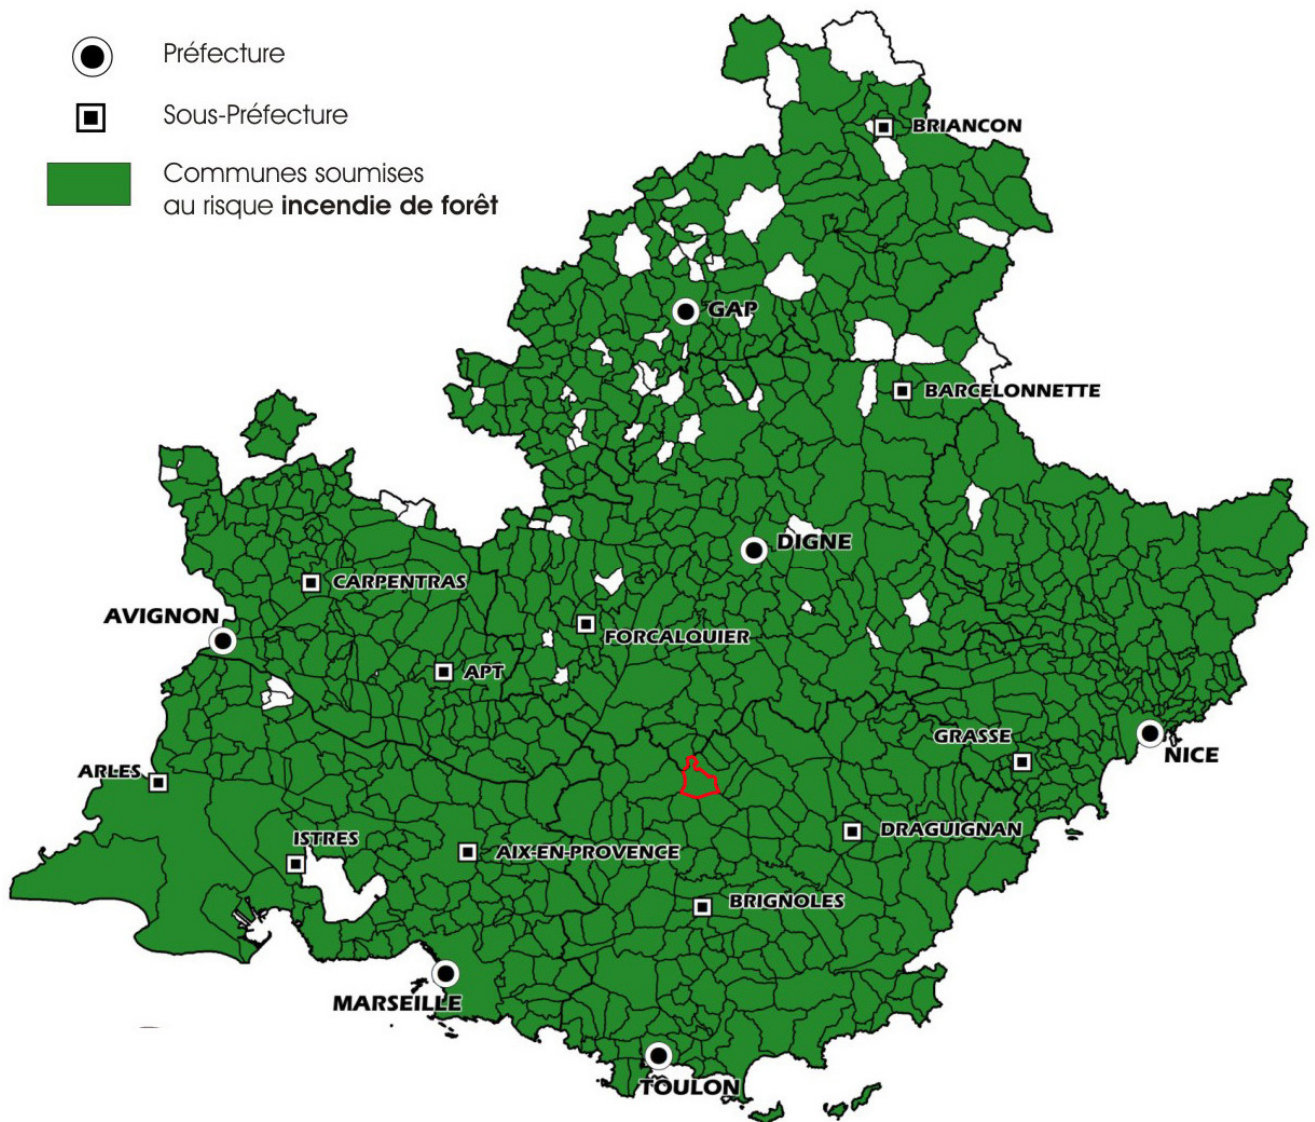 Préfecture
Sous-Préfecture
Communes soumises
au risque incendie de forêt
BRIANCON
GAP
BARCELONNETTE
DIGNE
CARPENTRAS
AVIGNON
FORCALQUIER
APT
GRASSE
NICE
ARLES
DRAGUIGNAN
ISTRES
AIX-EN-PROVENCE
BRIGNOLES
MARSEILLE
TOULON